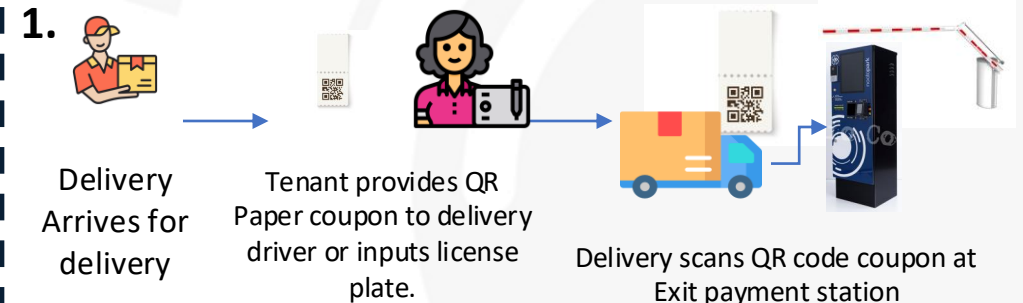 1.
Delivery
Arrives for
delivery
Tenant provides QR
Paper coupon to delivery
driver or inputs license
plate.
Delivery scans QR code coupon at
Exit payment station